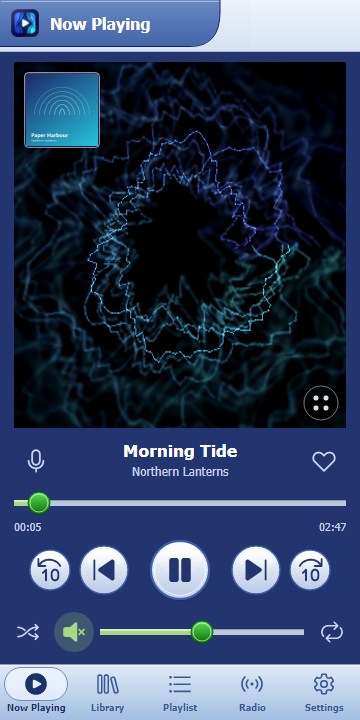 Now Playing
Paper Harbour
Morning Tide
Northern Lanterns
00:05
02:47
10
10
Now Playing
Library
Playlist
Radio
Settings